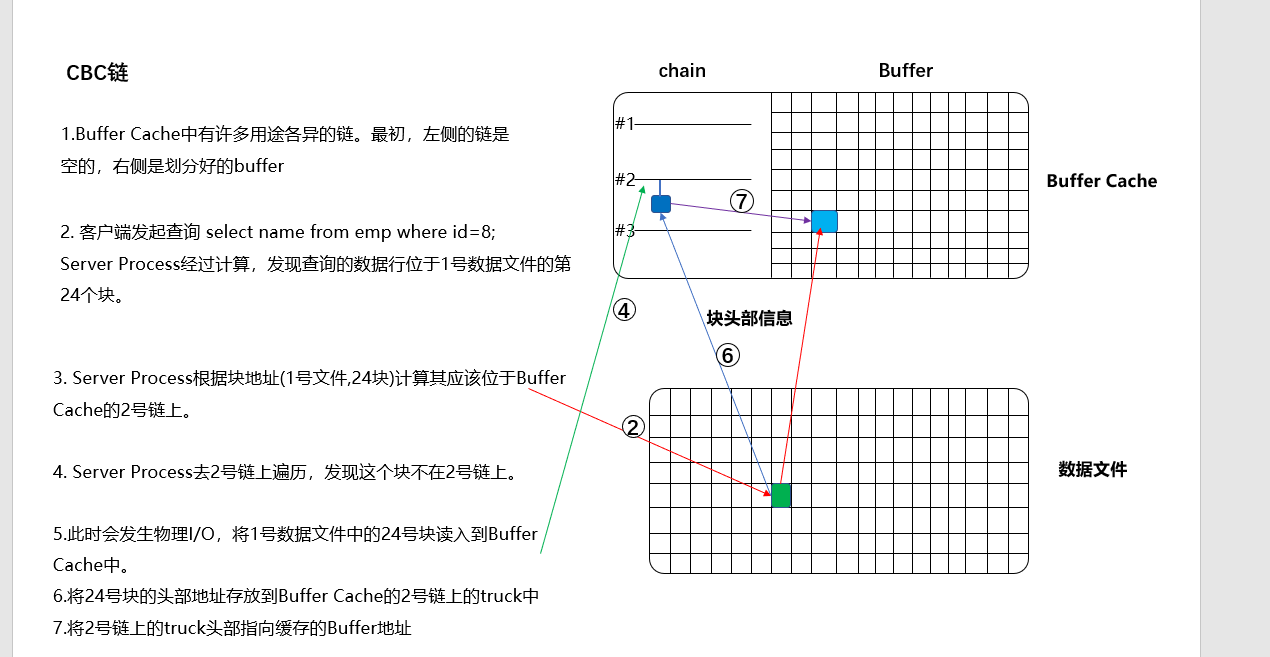 CBC链
chain
Buffer
1.Buffer Cache中有许多用途各异的链。最初，左侧的链是
空的，右侧是划分好的buffer
#1
#2
⑦
#3
Buffer Cache
2. 客户端发起查询 select name from emp where id=8;
Server Process经过计算，发现查询的数据行位于1号数据文件的第
24个块。
④
块头部信息
⑥
3. Server Process根据块地址(1号文件,24块)计算其应该位于Buffer
Cache的2号链上。
②
4. Server Process去2号链上遍历，发现这个块不在2号链上。
数据文件
5.此时会发生物理I/O，将1号数据文件中的24号块读入到Buffer
Cache中。
6.将24号块的头部地址存放到Buffer Cache的2号链上的truck中
7.将2号链上的truck头部指向缓存的Buffer地址